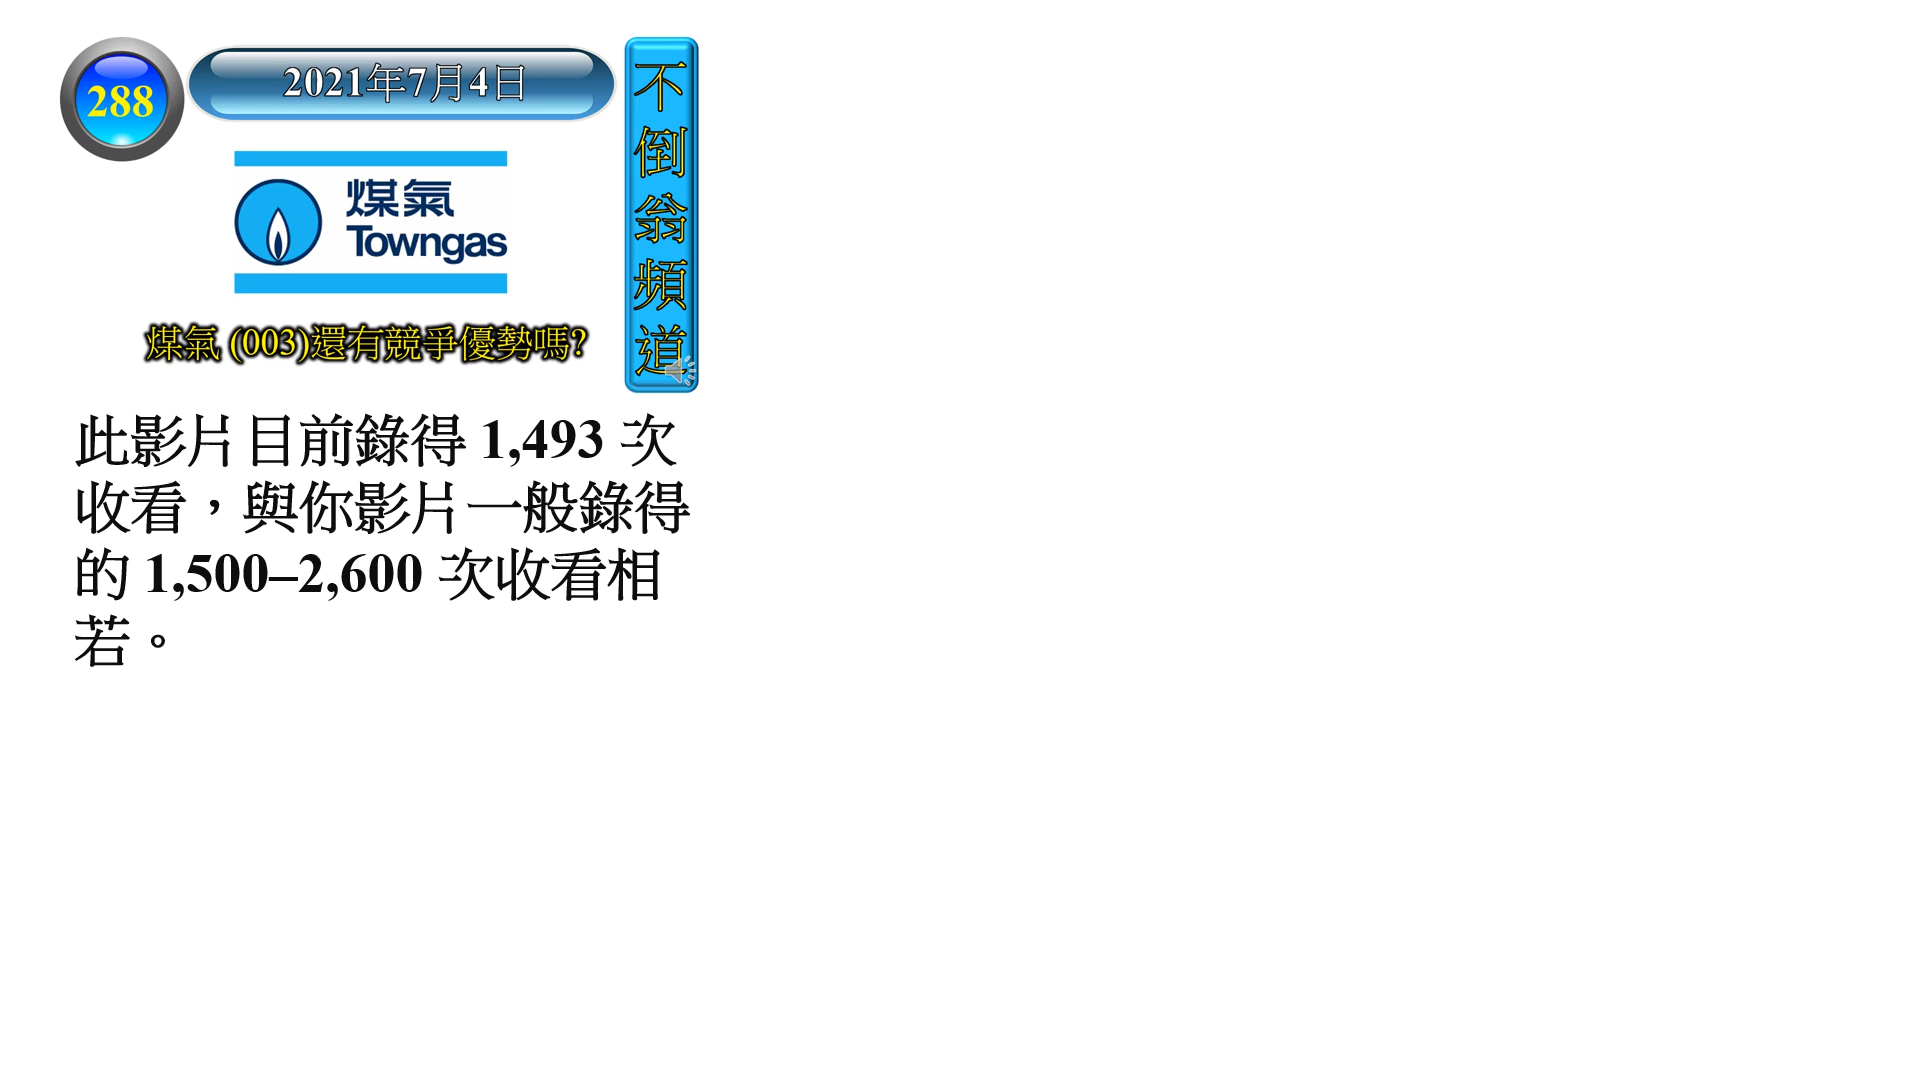 288
2021年7月4日
不倒翁頻道
煤氣
Towngas
煤氣 (003)還有競爭優勢嗎?
此影片目前錄得 1,493 次
收看，與你影片一般錄得
的 1,500–2,600 次收看相
若。